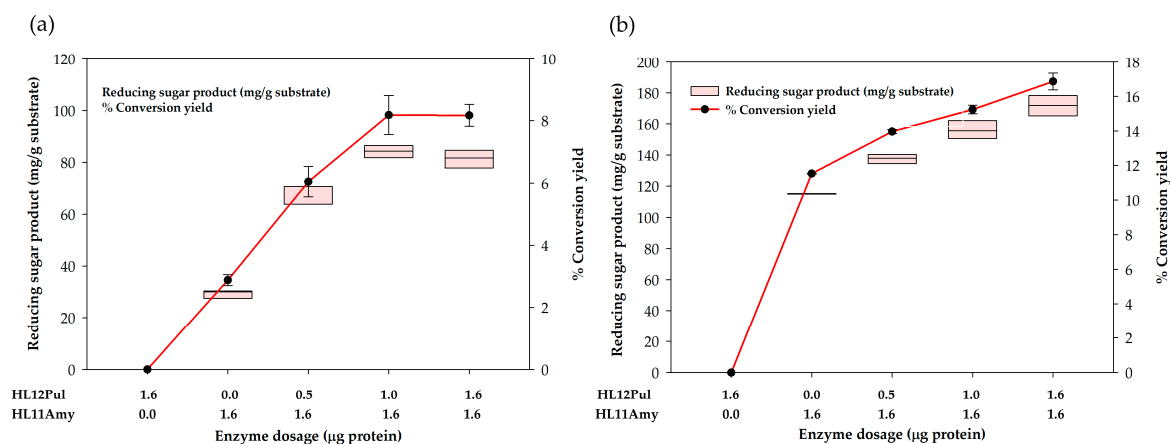 (a)
(b)
120
100
80
60
40
20
0
Reducing sugar product (mg/g substrate)
Reducing sugar product (mg/g substrate)
% Conversion yield
10
8
6
4
2
0
% Conversion yield
HL12Pul 1.6 0.0 0.5 1.0 1.6
HL11Amy 0.0 1.6 1.6 1.6 1.6
Enzyme dosage (µg protein)
200
180
160
140
120
100
80
60
40
20
0
Reducing sugar product (mg/g substrate)
Reducing sugar product (mg/g substrate)
% Conversion yield
18
16
14
12
10
8
6
4
2
0
% Conversion yield
HL12Pul 1.6 0.0 0.5 1.0 1.6
HL11Amy 0.0 1.6 1.6 1.6 1.6
Enzyme dosage (µg protein)